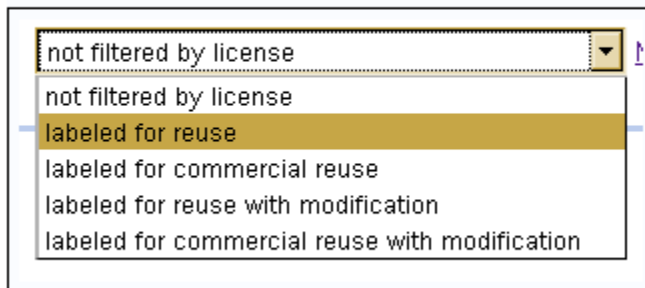 not filtered by license
not filtered by license
labeled for reuse
labeled for commercial reuse
labeled for reuse with modification
labeled for commercial reuse with modification